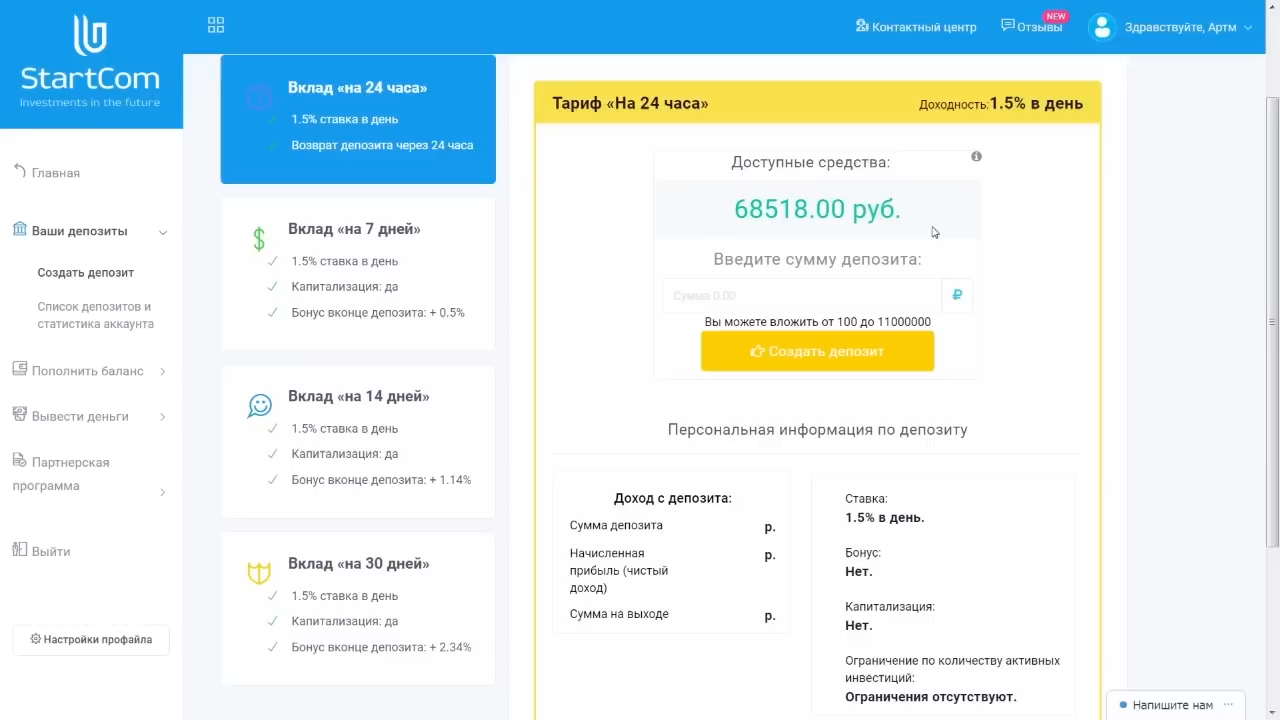 StartCom
Investments in the future
Контактный центр
Отзывы
NEW
Здравствуйте, Артм
Главная
Ваши депозиты
Создать депозит
Список депозитов и
статистика аккаунта
Пополнить баланс
Вывести деньги
Партнерская
программа
Выйти
Настройки профайла
Вклад «на 24 часа»
1.5% ставка в день
Возврат депозита через 24 часа
Вклад «на 7 дней»
1.5% ставка в день
Капитализация: да
Бонус вконце депозита: + 0.5%
Вклад «на 14 дней»
1.5% ставка в день
Капитализация: да
Бонус вконце депозита: + 1.14%
Вклад «на 30 дней»
1.5% ставка в день
Капитализация: да
Бонус вконце депозита: + 2.34%
Тариф «На 24 часа»
Доходность:1.5% в день
Доступные средства:
68518.00 руб.
Введите сумму депозита:
Сумма 0.00
₽
Вы можете вложить от 100 до 11000000
Создать депозит
Персональная информация по депозиту
Доход с депозита:
Сумма депозита р.
Начисленная р.
прибыль (чистый
доход)
Сумма на выходе р.
Ставка:
1.5% в день.
Бонус:
Нет.
Капитализация:
Нет.
Ограничение по количеству активных
инвестиций:
Ограничения отсутствуют.
Напишите нам